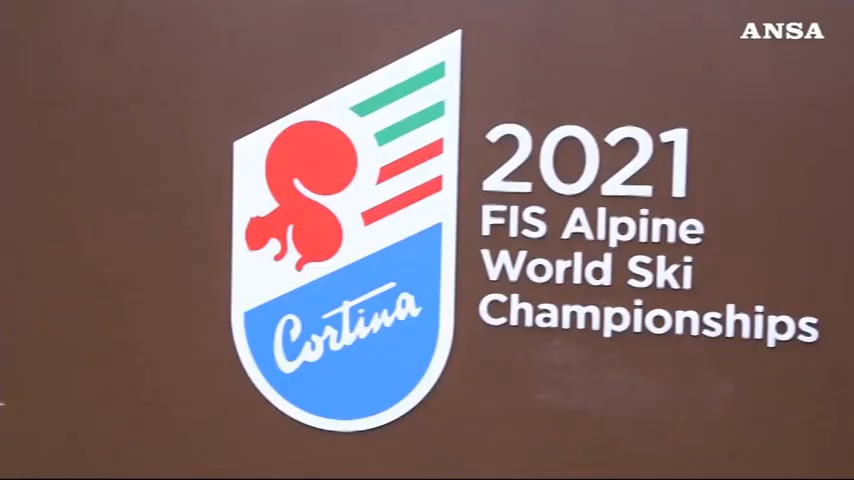 ANSA
2021
FIS Alpine
World Ski
Championships
Cortina